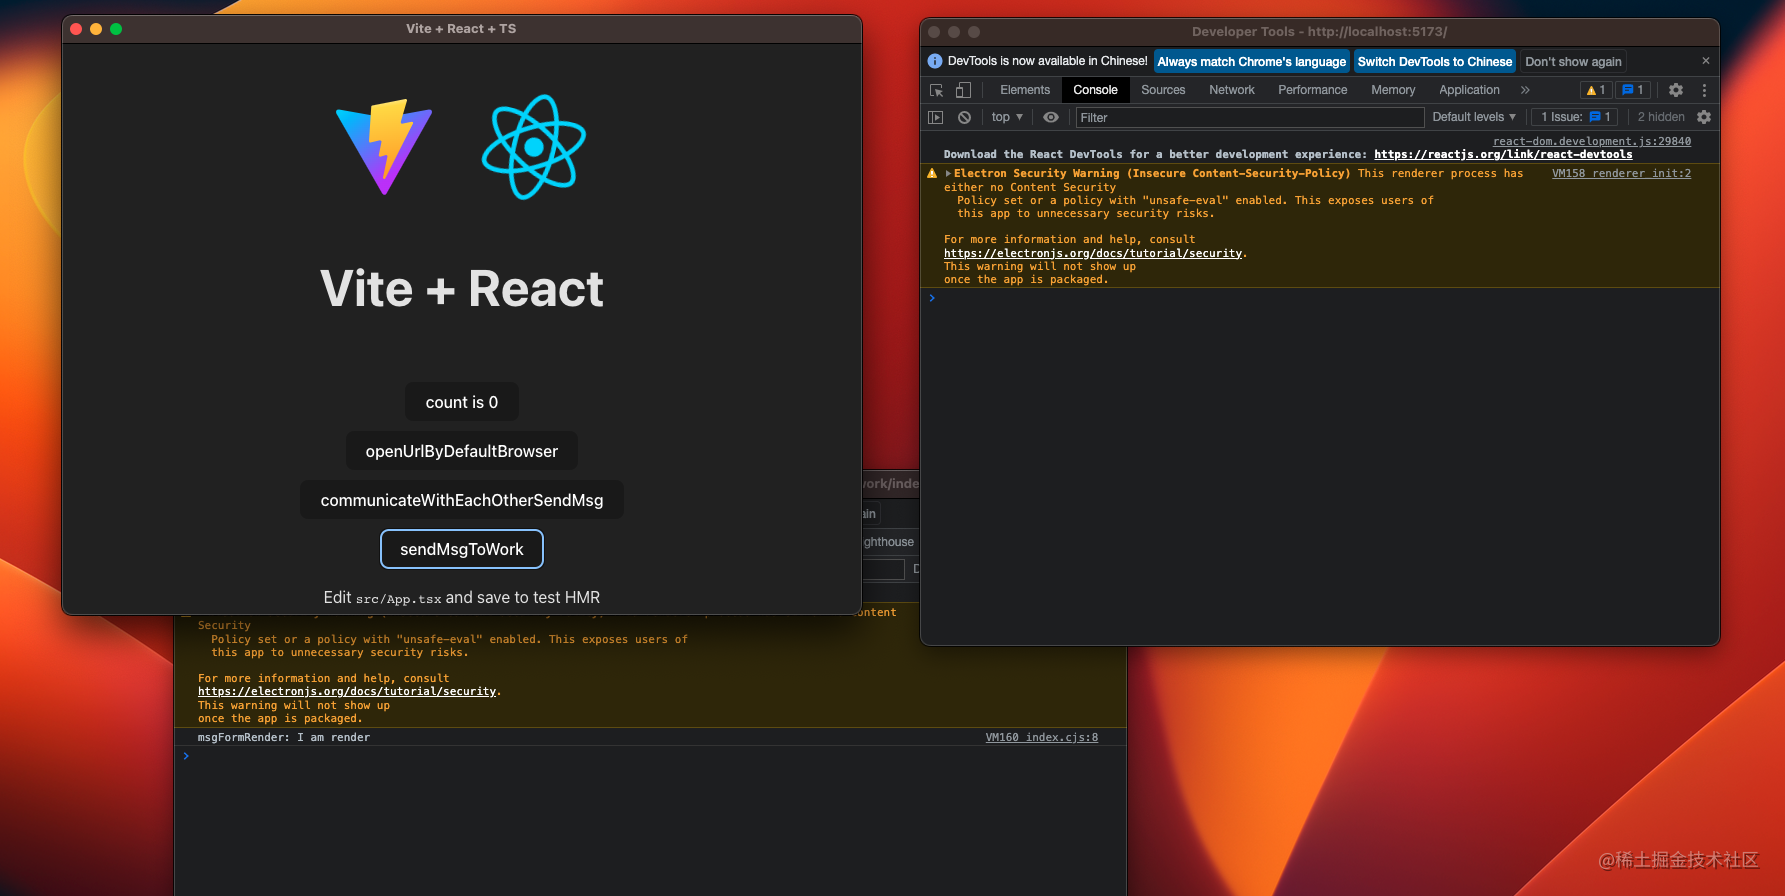 Vite + React + TS
Vite + React
count is 0
openUrlByDefaultBrowser
communicateWithEachOtherSendMsg
sendMsgToWork
Edit src/App.tsx and save to test HMR
Developer Tools - http://localhost:5173/
DevTools is now available in Chinese! Always match Chrome's language Switch DevTools to Chinese Don't show again ×
Elements Console Sources Network Performance Memory Application » 1 1
top ▼ Filter Default levels ▼ 1 Issue: 1 2 hidden
react-dom.development.js:29840
Download the React DevTools for a better development experience: https://reactjs.org/link/react-devtools
Electron Security Warning (Insecure Content-Security-Policy) This renderer process has VM158 renderer_init:2
either no Content Security
Policy set or a policy with "unsafe-eval" enabled. This exposes users of
this app to unnecessary security risks.
For more information and help, consult
https://electronjs.org/docs/tutorial/security.
This warning will not show up
once the app is packaged.
>
work/inde
ain
ghthouse
D
ontent
Security
Policy set or a policy with "unsafe-eval" enabled. This exposes users of
this app to unnecessary security risks.
For more information and help, consult
https://electronjs.org/docs/tutorial/security.
This warning will not show up
once the app is packaged.
msgFormRender: I am render VM160 index.cjs:8
>
@稀土掘金技术社区